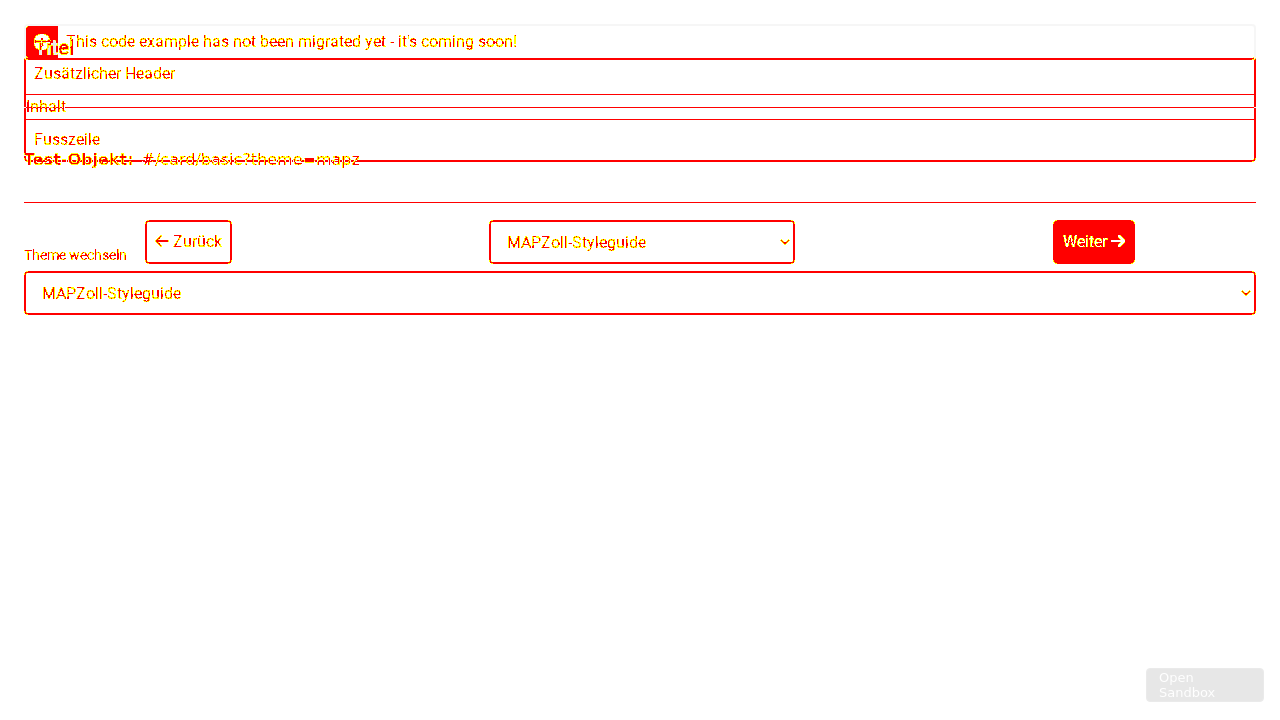 Titel
This code example has not been migrated yet - it's coming soon!
Zusätzlicher Header
Inhalt
Fusszeile
Test-Objekt: #/card/basic?theme=mapz
← Zurück
MAPZoll-Styleguide
Weiter →
Theme wechseln
MAPZoll-Styleguide
Open
Sandbox